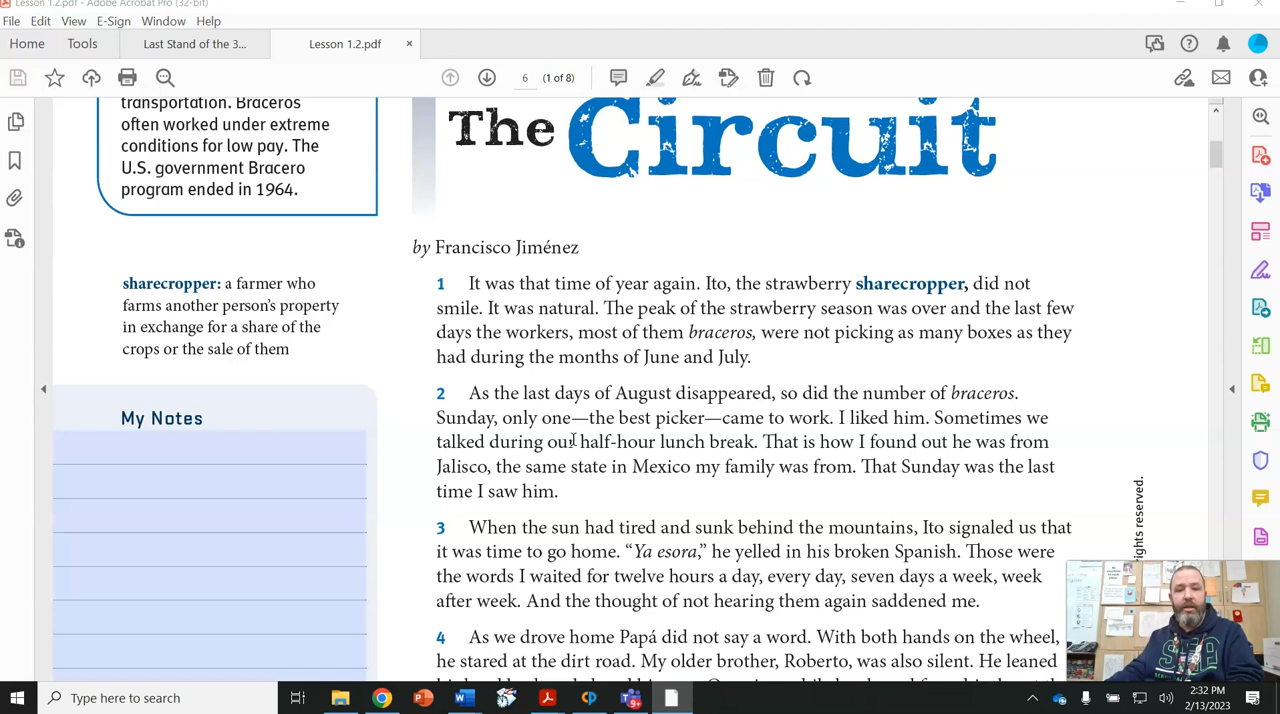 Lesson 1.2.pdf - Adobe Acrobat Pro (32-bit)
File Edit View E-Sign Window Help
Home Tools Last Stand of the 3... Lesson 1.2.pdf ×
6 (1 of 8)
transportation. Braceros
often worked under extreme
conditions for low pay. The
U.S. government Bracero
program ended in 1964.
The Circuit
by Francisco Jiménez
sharecropper: a farmer who
farms another person's property
in exchange for a share of the
crops or the sale of them
My Notes
1 It was that time of year again. Ito, the strawberry sharecropper, did not
smile. It was natural. The peak of the strawberry season was over and the last few
days the workers, most of them braceros, were not picking as many boxes as they
had during the months of June and July.
2 As the last days of August disappeared, so did the number of braceros.
Sunday, only one—the best picker—came to work. I liked him. Sometimes we
talked during our half-hour lunch break. That is how I found out he was from
Jalisco, the same state in Mexico my family was from. That Sunday was the last
time I saw him.
3 When the sun had tired and sunk behind the mountains, Ito signaled us that
it was time to go home. "Ya esora," he yelled in his broken Spanish. Those were
the words I waited for twelve hours a day, every day, seven days a week, week
after week. And the thought of not hearing them again saddened me.
4 As we drove home Papá did not say a word. With both hands on the wheel,
he stared at the dirt road. My older brother, Roberto, was also silent. He leaned
rights reserved.
Type here to search
2:32 PM
2/13/2023